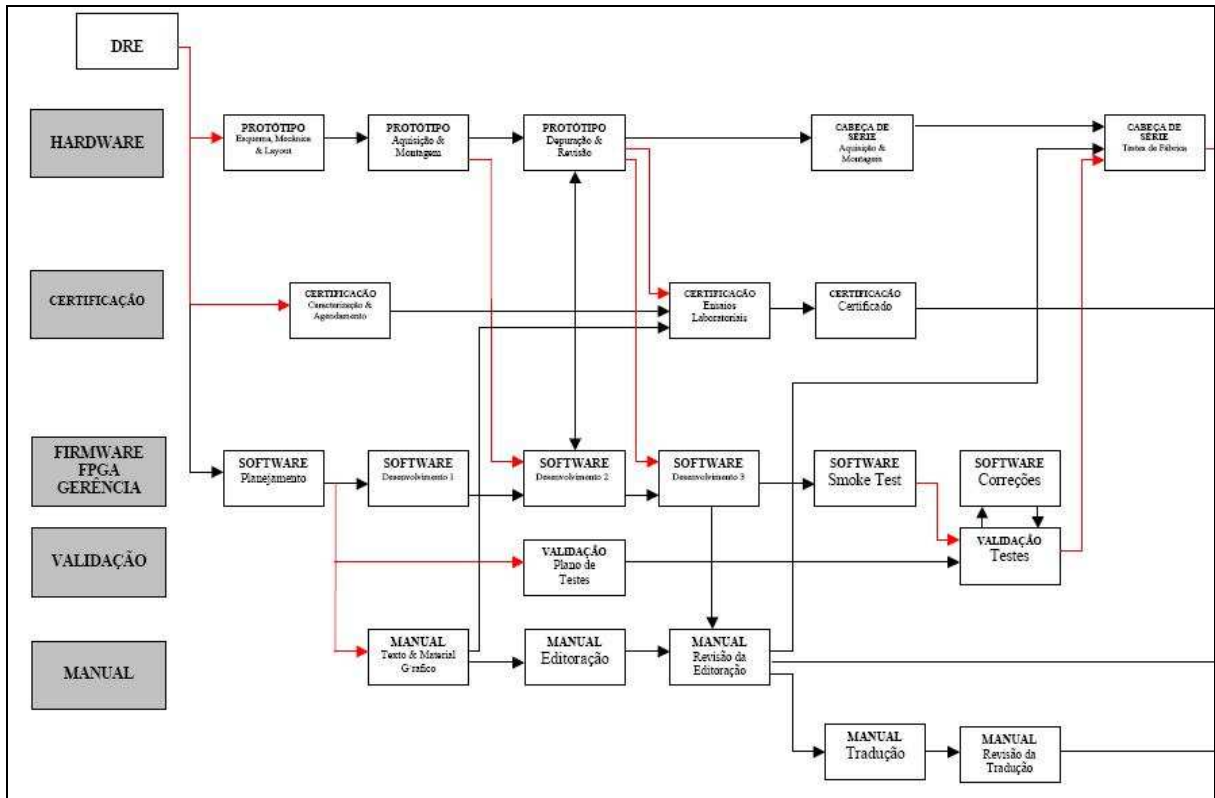 DRE
HARDWARE
PROTÓTIPO
Esquema, Mecânica
& Layout
PROTÓTIPO
Aquisição &
Montagem
PROTÓTIPO
Depuração &
Revisão
CABEÇA DE
SÉRIE
Aquisição &
Montagem
CABEÇA DE
SÉRIE
Testes de Fábrica
CERTIFICAÇÃO
CERTIFICAÇÃO
Caracterização &
Agendamento
CERTIFICAÇÃO
Ensaios
Laboratoriais
CERTIFICAÇÃO
Certificado
FIRMWARE
FPGA
GERÊNCIA
SOFTWARE
Planejamento
SOFTWARE
Desenvolvimento 1
SOFTWARE
Desenvolvimento 2
SOFTWARE
Desenvolvimento 3
SOFTWARE
Smoke Test
SOFTWARE
Correções
VALIDAÇÃO
VALIDAÇÃO
Plano de
Testes
VALIDAÇÃO
Testes
MANUAL
MANUAL
Texto & Material
Gráfico
MANUAL
Editoração
MANUAL
Revisão da
Editoração
MANUAL
Tradução
MANUAL
Revisão da
Tradução